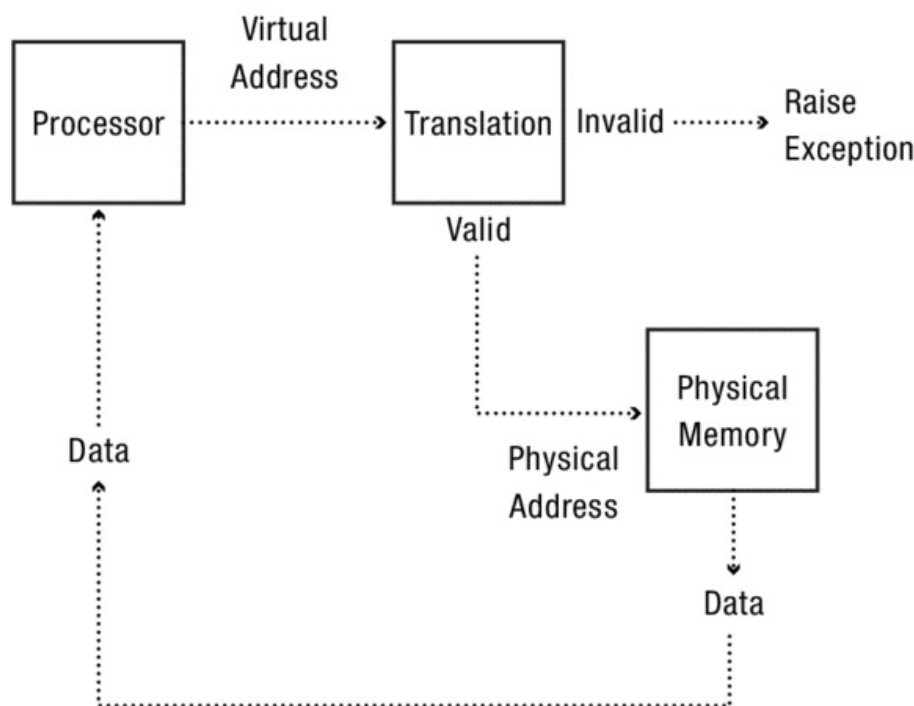 Virtual
Address
Processor
Translation
Invalid
Raise
Exception
Valid
Physical
Memory
Data
Physical
Address
Data